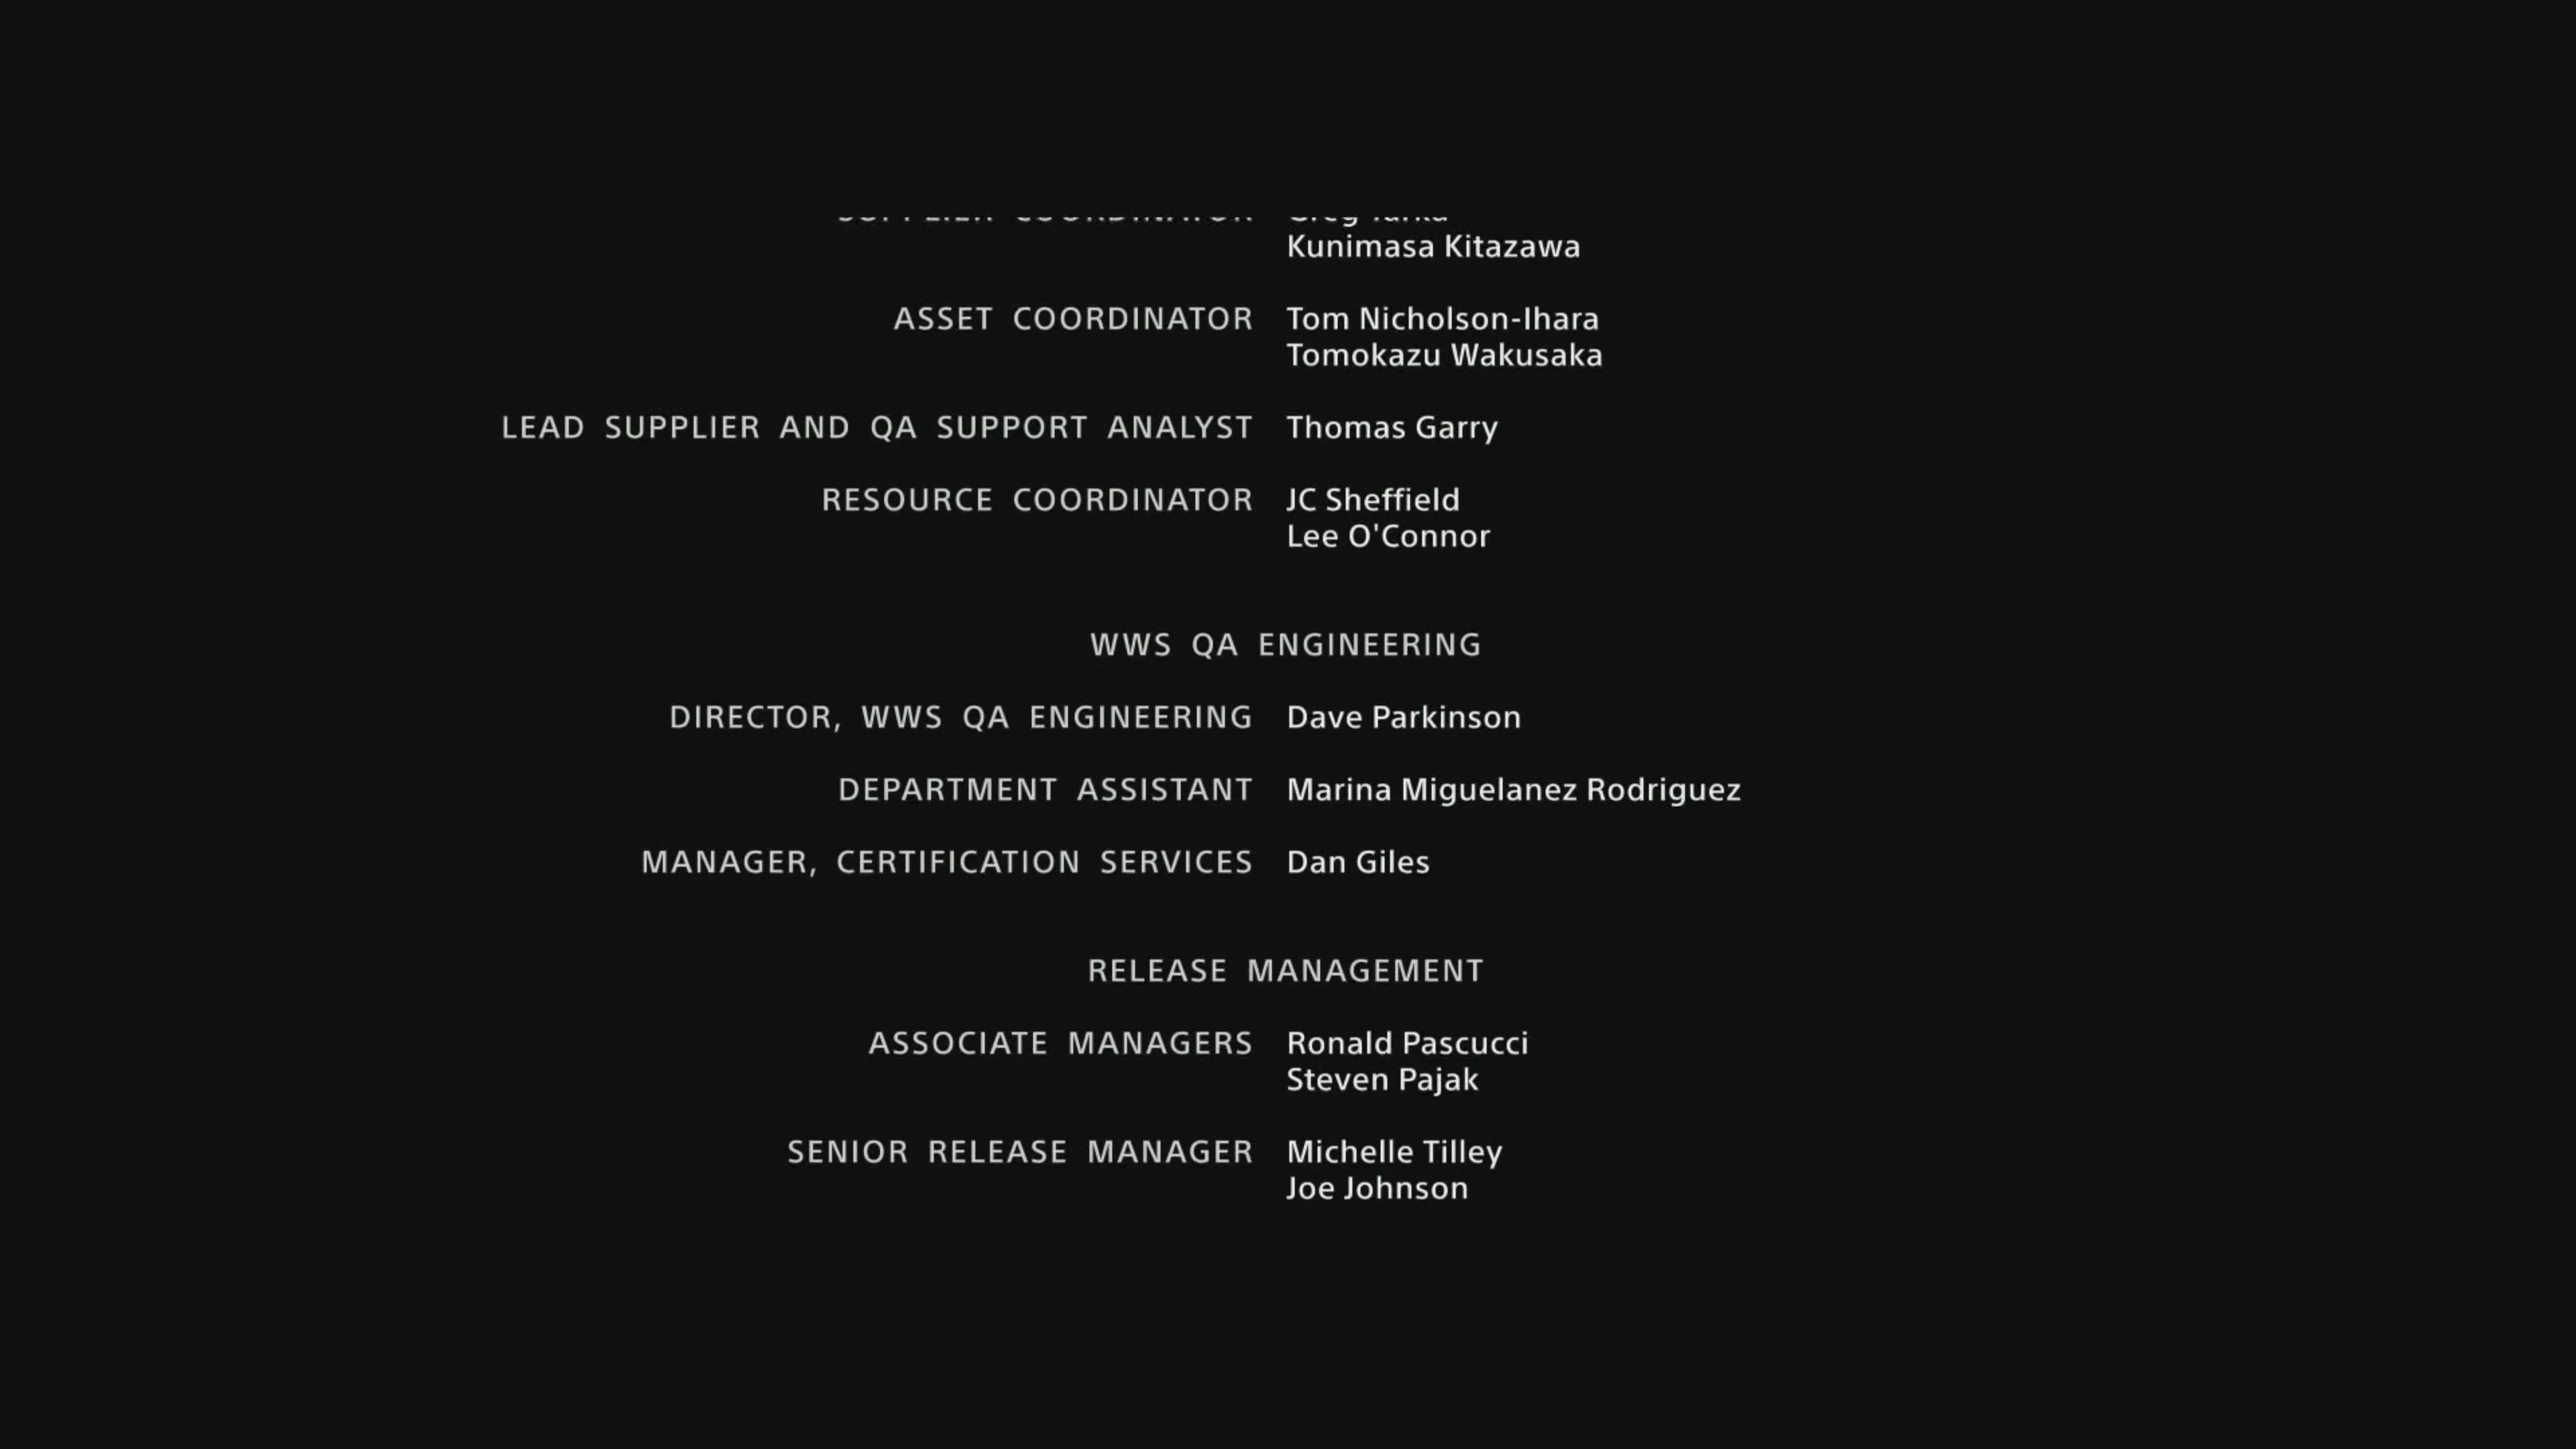 SUPPLIER COORDINATOR Greg
Kunimasa Kitazawa
ASSET COORDINATOR Tom Nicholson-Ihara
Tomokazu Wakusaka
LEAD SUPPLIER AND QA SUPPORT ANALYST Thomas Garry
RESOURCE COORDINATOR JC Sheffield
Lee O'Connor
WWS QA ENGINEERING
DIRECTOR, WWS QA ENGINEERING Dave Parkinson
DEPARTMENT ASSISTANT Marina Miguelanez Rodriguez
MANAGER, CERTIFICATION SERVICES Dan Giles
RELEASE MANAGEMENT
ASSOCIATE MANAGERS Ronald Pascucci
Steven Pajak
SENIOR RELEASE MANAGER Michelle Tilley
Joe Johnson